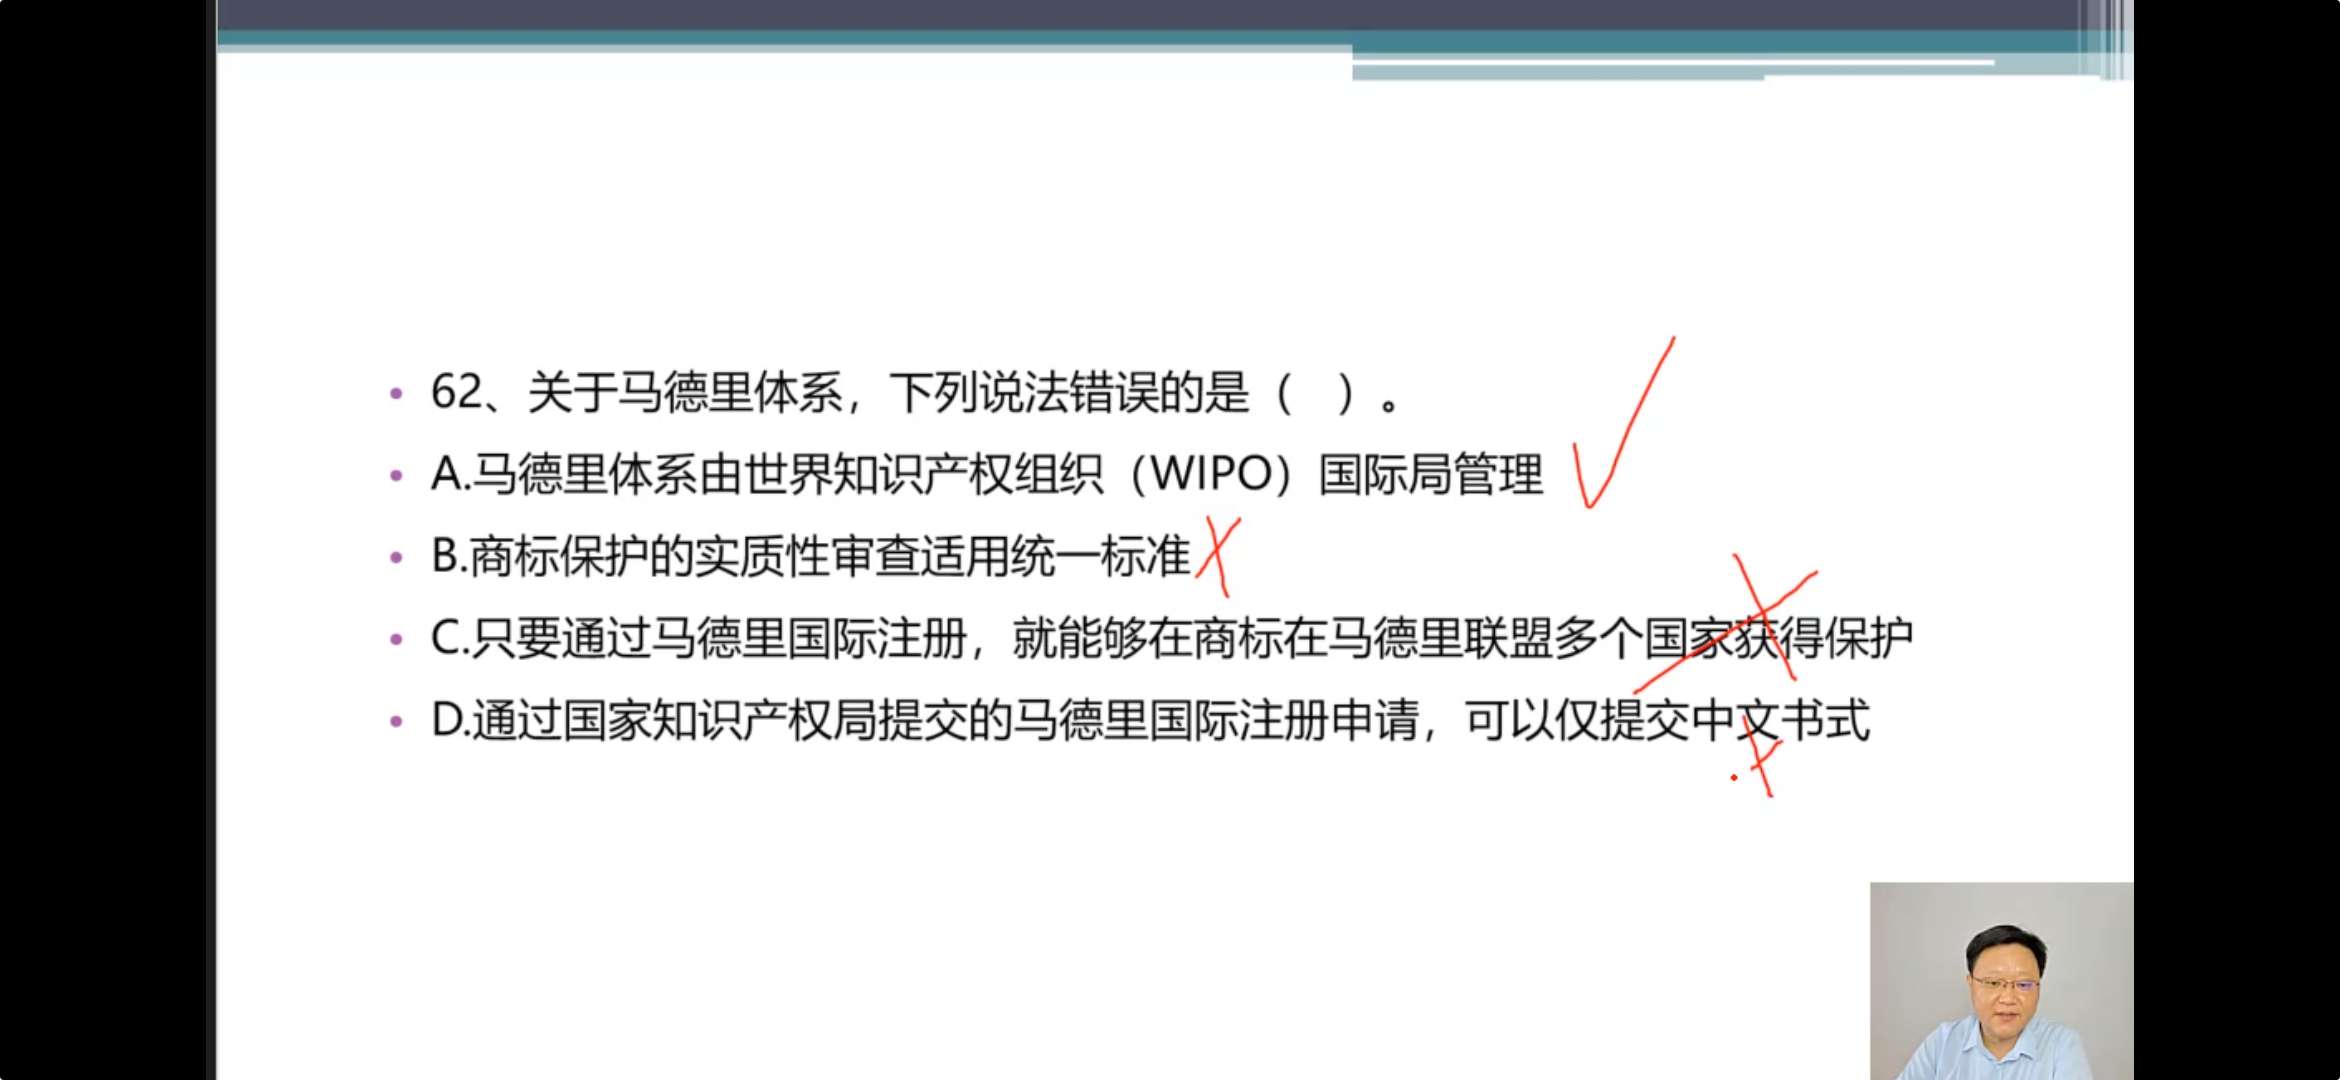 62、关于马德里体系，下列说法错误的是（　）。
A.马德里体系由世界知识产权组织（WIPO）国际局管理
B.商标保护的实质性审查适用统一标准
C.只要通过马德里国际注册，就能够在商标在马德里联盟多个国家获得保护
D.通过国家知识产权局提交的马德里国际注册申请，可以仅提交中文书式